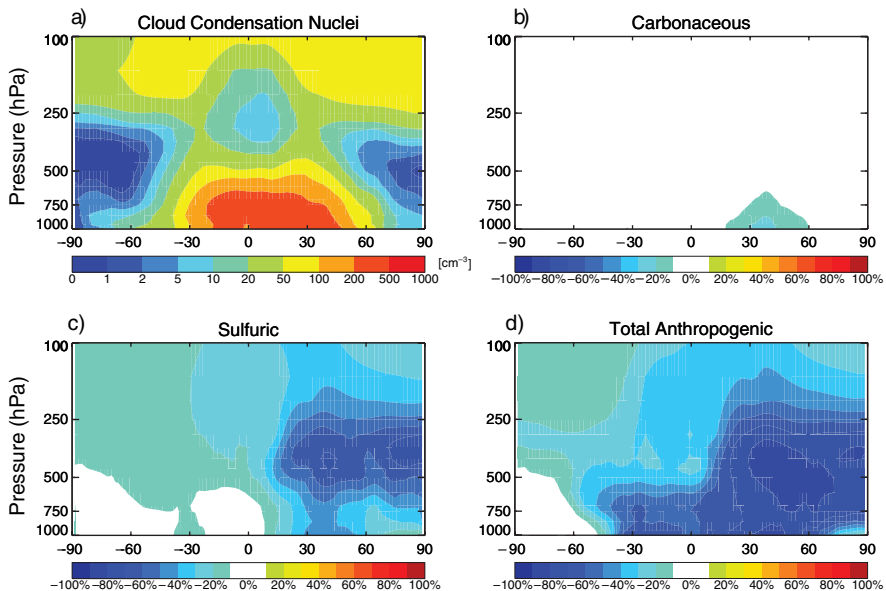 a)
Cloud Condensation Nuclei
Pressure (hPa)
100
250
500
750
1000
−90 −60 −30 0 30 60 90
0 1 2 5 10 20 50 100 200 500 1000
[cm⁻³]
b)
Carbonaceous
100
250
500
750
1000
−90 −60 −30 0 30 60 90
−100% −80% −60% −40% −20% 0% 20% 40% 60% 80% 100%
c)
Sulfuric
Pressure (hPa)
100
250
500
750
1000
−90 −60 −30 0 30 60 90
−100% −80% −60% −40% −20% 0% 20% 40% 60% 80% 100%
d)
Total Anthropogenic
100
250
500
750
1000
−90 −60 −30 0 30 60 90
−100% −80% −60% −40% −20% 0% 20% 40% 60% 80% 100%